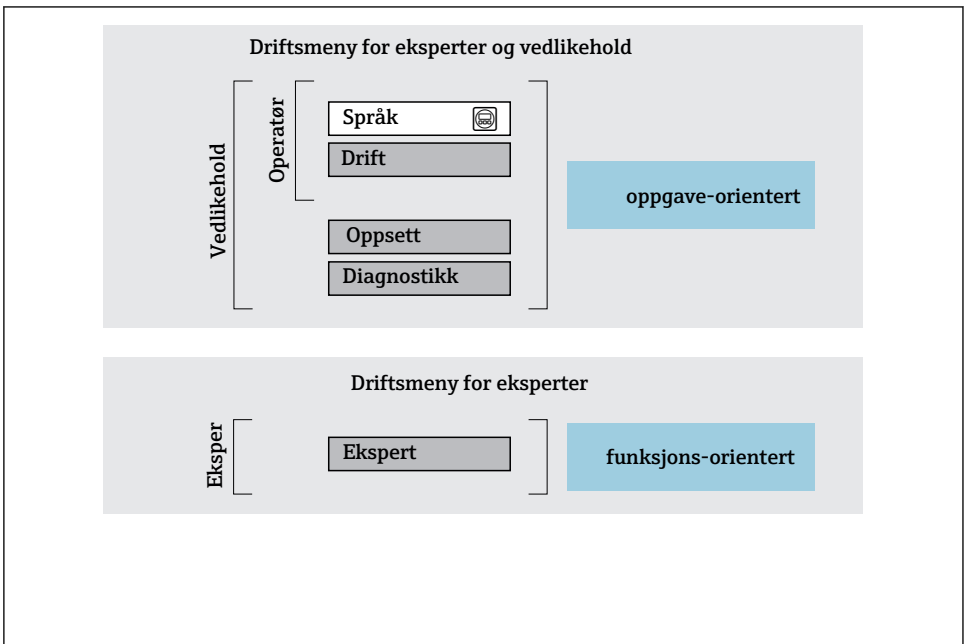 Driftsmeny for eksperter og vedlikehold
Vedlikehold
Operatør
Språk
Drift
Oppsett
Diagnostikk
oppgave-orientert
Driftsmeny for eksperter
Eksper
Ekspert
funksjons-orientert